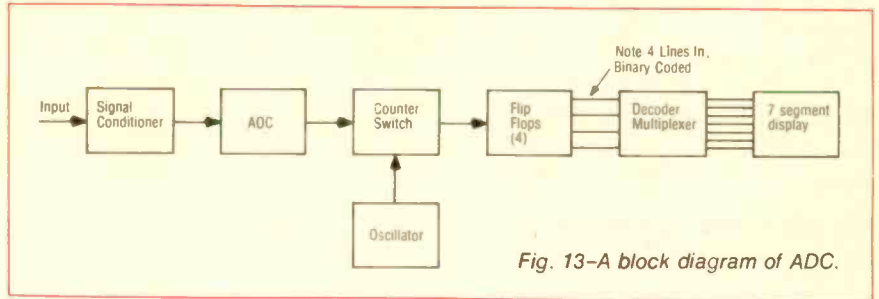 Note 4 Lines In,
Binary Coded
Input
Signal
Conditioner
ADC
Counter
Switch
Flip
Flops
(4)
Decoder
Multiplexer
7 segment
display
Oscillator
Fig. 13–A block diagram of ADC.